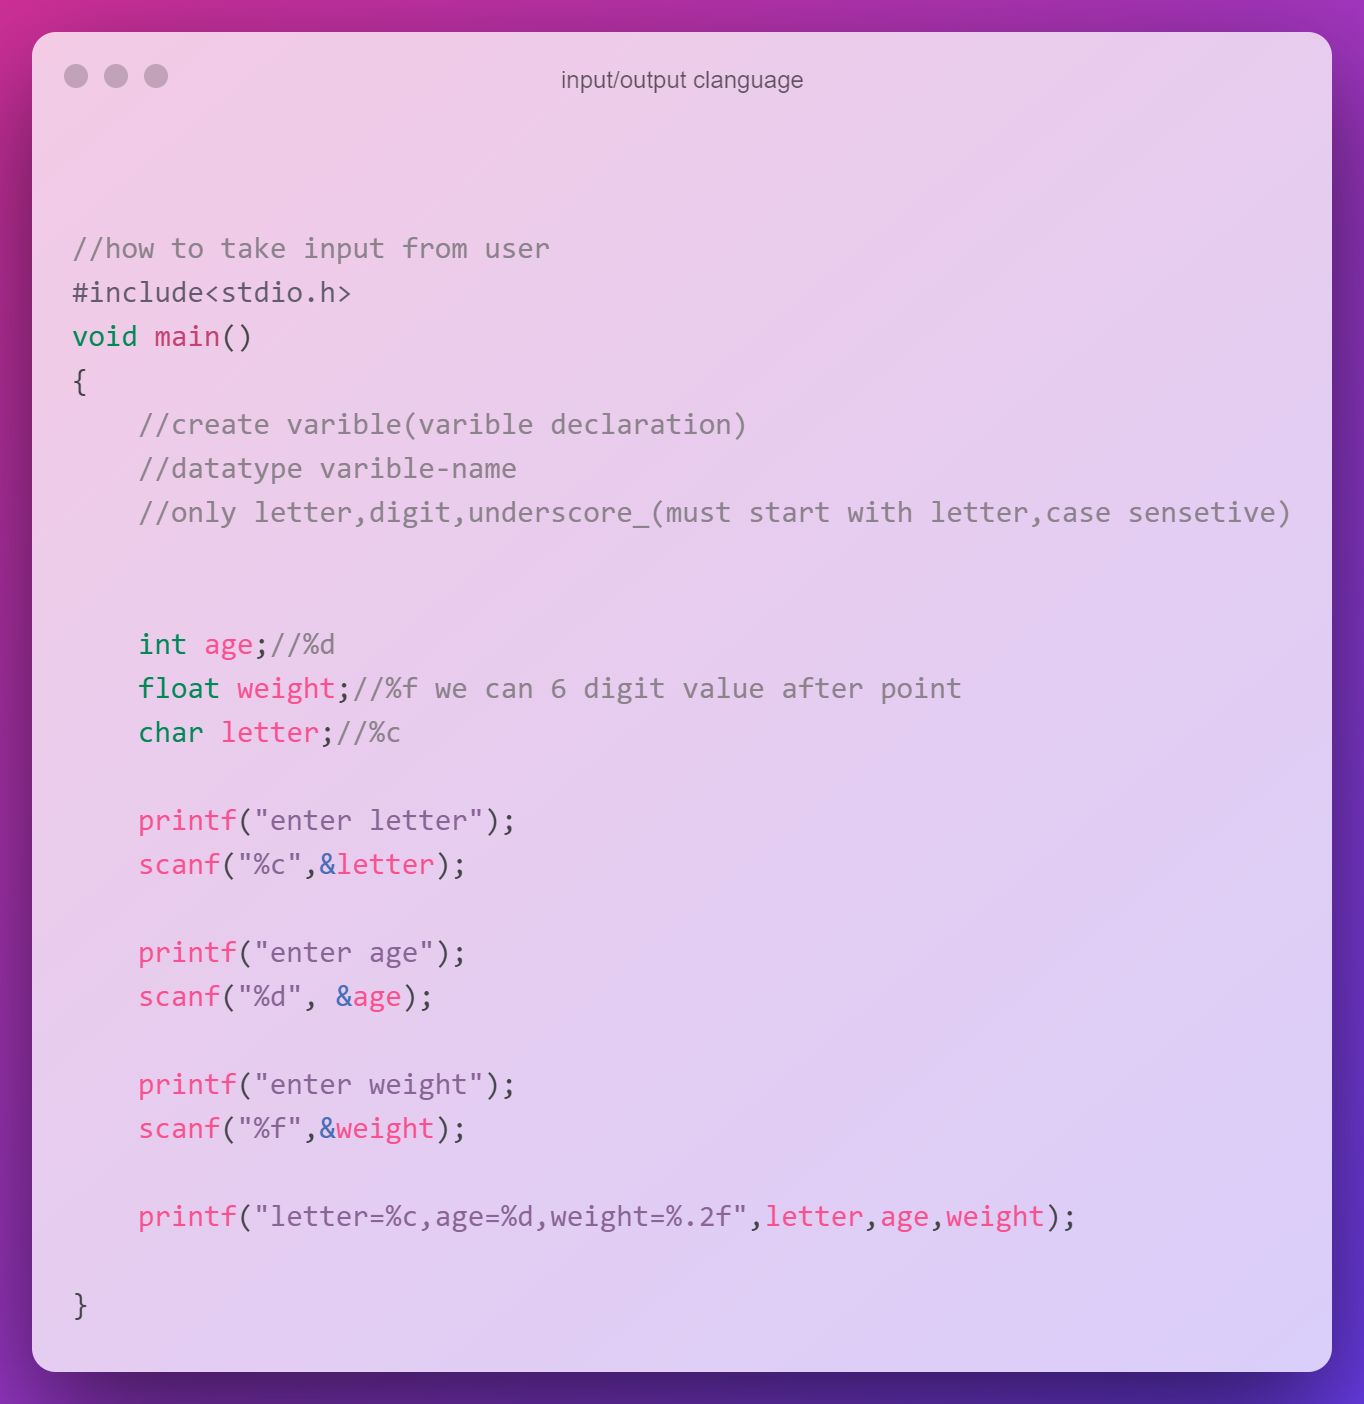 input/output clanguage
//how to take input from user
#include<stdio.h>
void main()
{
    //create varible(varible declaration)
    //datatype varible-name
    //only letter,digit,underscore_(must start with letter,case sensetive)
    int age;//%d
    float weight;//%f we can 6 digit value after point
    char letter;//%c
    printf("enter letter");
    scanf("%c",&letter);
    printf("enter age");
    scanf("%d", &age);
    printf("enter weight");
    scanf("%f",&weight);
    printf("letter=%c,age=%d,weight=%.2f",letter,age,weight);
}